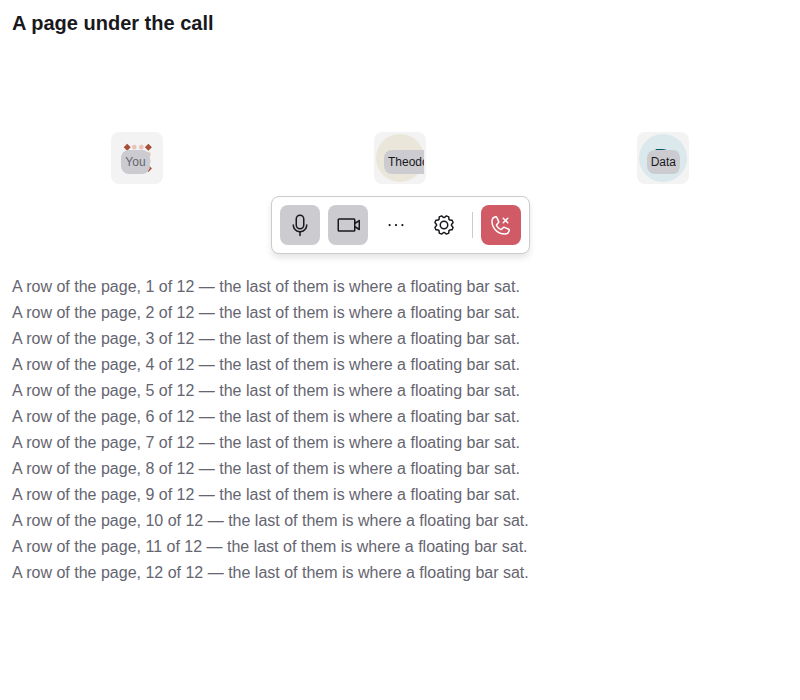 A page under the call
You
Data
A row of the page, 1 of 12 — the last of them is where a floating bar sat.
A row of the page, 2 of 12 — the last of them is where a floating bar sat.
A row of the page, 3 of 12 — the last of them is where a floating bar sat.
A row of the page, 4 of 12 — the last of them is where a floating bar sat.
A row of the page, 5 of 12 — the last of them is where a floating bar sat.
A row of the page, 6 of 12 — the last of them is where a floating bar sat.
A row of the page, 7 of 12 — the last of them is where a floating bar sat.
A row of the page, 8 of 12 — the last of them is where a floating bar sat.
A row of the page, 9 of 12 — the last of them is where a floating bar sat.
A row of the page, 10 of 12 — the last of them is where a floating bar sat.
A row of the page, 11 of 12 — the last of them is where a floating bar sat.
A row of the page, 12 of 12 — the last of them is where a floating bar sat.